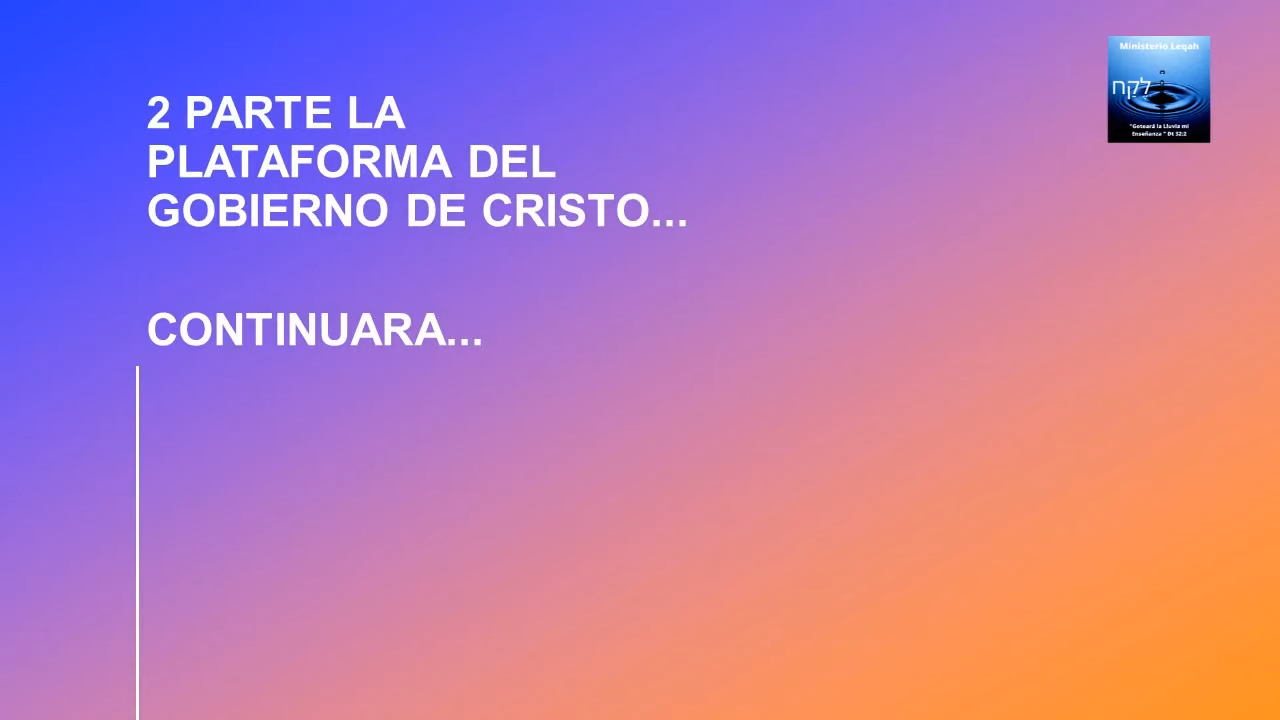 2 PARTE LA
PLATAFORMA DEL
GOBIERNO DE CRISTO...
CONTINUARA...
Ministerio Leqah
לֶקַח
"Goteará la Lluvia mi
Enseñanza " Dt 32:2